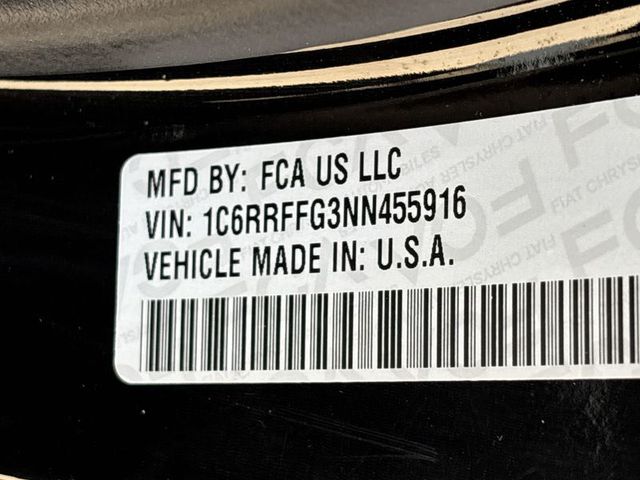 MFD BY: FCA US LLC
VIN: 1C6RRFFG3NN455916
VEHICLE MADE IN: U.S.A.